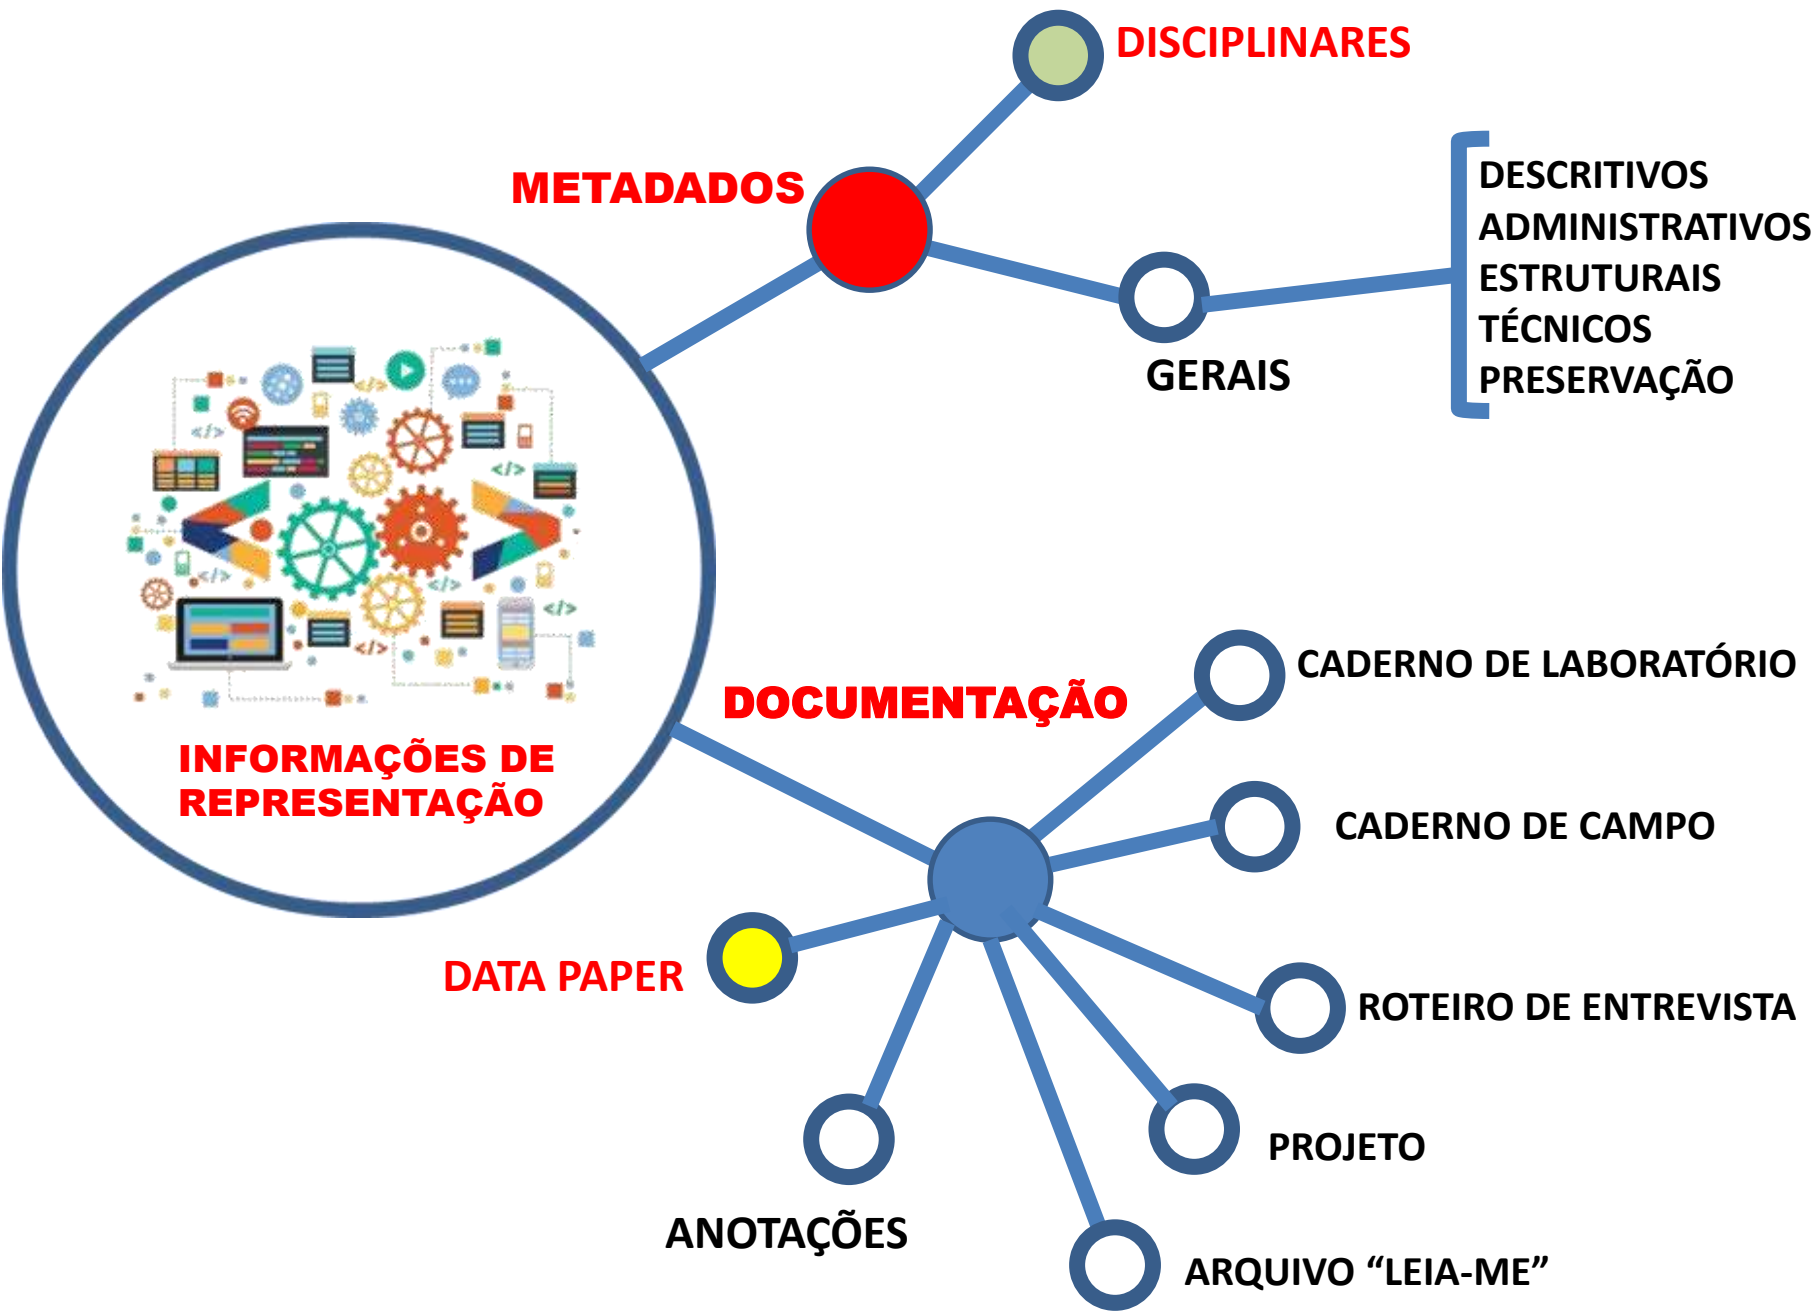 DISCIPLINARES
METADADOS
DESCRITIVOS
ADMINISTRATIVOS
ESTRUTURAIS
TÉCNICOS
PRESERVAÇÃO
GERAIS
INFORMAÇÕES DE
REPRESENTAÇÃO
DOCUMENTAÇÃO
CADERNO DE LABORATÓRIO
CADERNO DE CAMPO
DATA PAPER
ROTEIRO DE ENTREVISTA
PROJETO
ANOTAÇÕES
ARQUIVO “LEIA-ME”